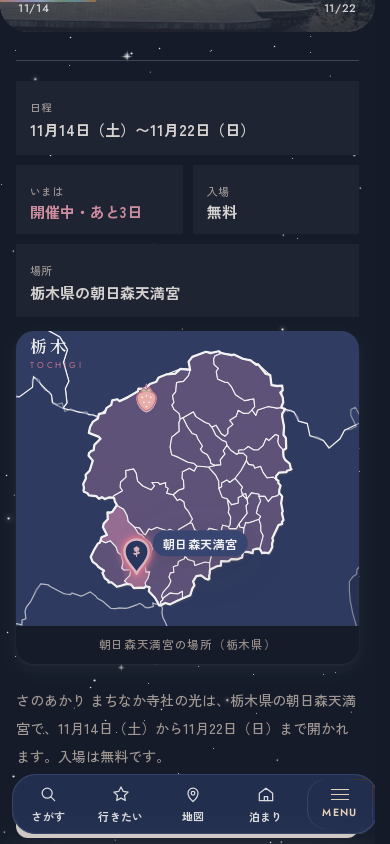 11/14
11/22
日程
11月14日（土）〜11月22日（日）
いまは
開催中・あと3日
入場
無料
場所
栃木県の朝日森天満宮
栃木
TOCHIGI
朝日森天満宮
朝日森天満宮の場所（栃木県）
さのあかり まちなか寺社の光は、栃木県の朝日森天満
宮で、11月14日（土）から11月22日（日）まで開かれ
ます。入場は無料です。
さがす
行きたい
地図
泊まり
MENU